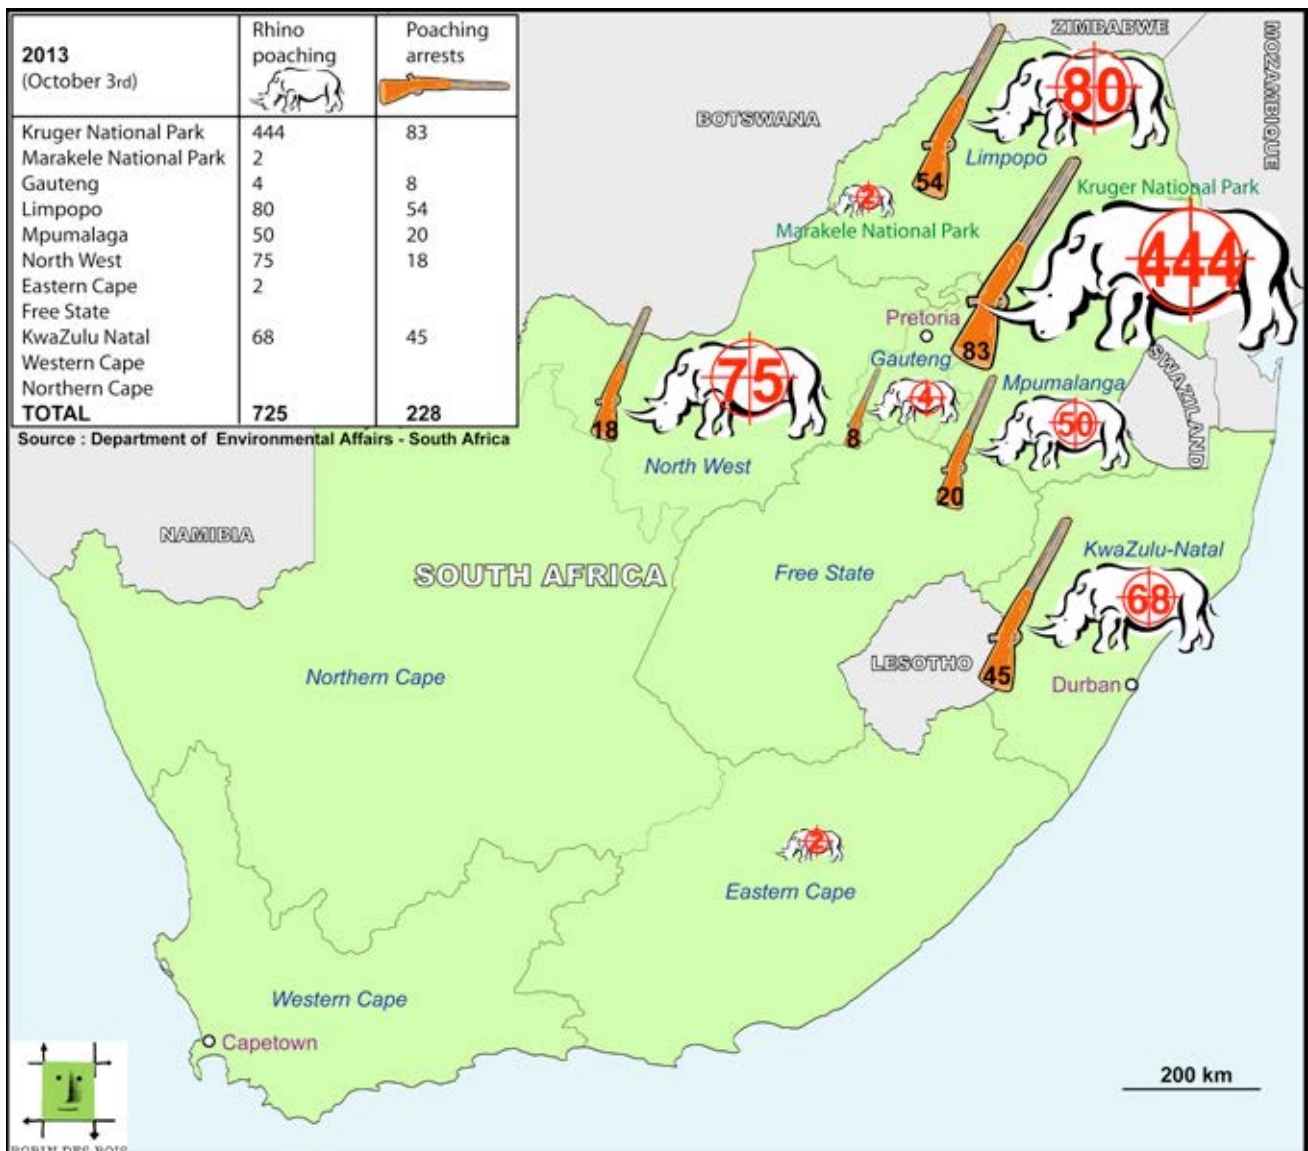 2013
(October 3rd)
Rhino
poaching
Poaching
arrests
Kruger National Park 444 83
Marakele National Park 2
Gauteng 4 8
Limpopo 80 54
Mpumalaga 50 20
North West 75 18
Eastern Cape 2
Free State
KwaZulu Natal 68 45
Western Cape
Northern Cape
TOTAL 725 228
Source : Department of Environmental Affairs - South Africa
ZIMBABWE
MOZAMBIQUE
BOTSWANA
80
Limpopo
54
Kruger National Park
2
Marakele National Park
444
Pretoria
83
SWAZILAND
Gauteng
Mpumalanga
75
4
18
8
50
North West
20
NAMIBIA
SOUTH AFRICA
Free State
KwaZulu-Natal
68
LESOTHO
45
Northern Cape
Durban
2
Eastern Cape
Western Cape
Capetown
200 km
ROBIN DES BOIS